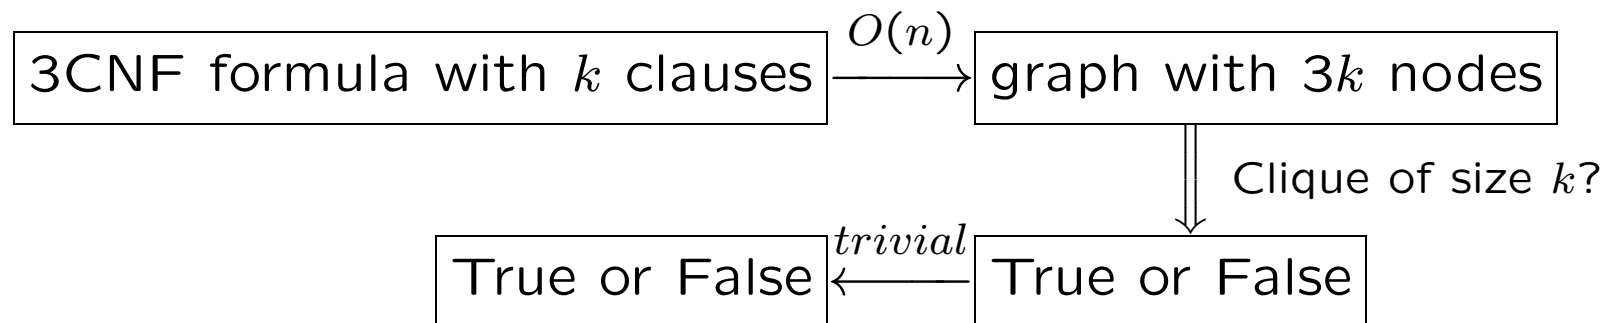 O(n)
3CNF formula with k clauses
graph with 3k nodes
Clique of size k?
trivial
True or False
True or False